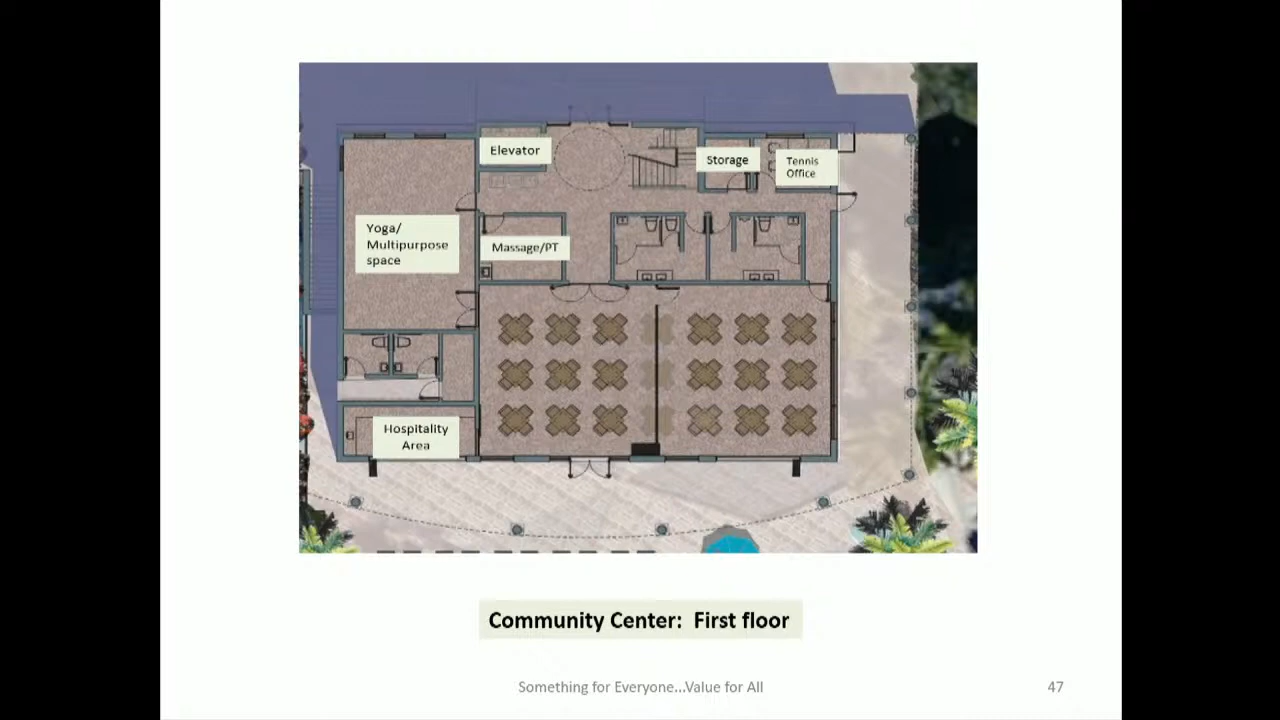 Elevator
Storage
Tennis
Office
Yoga/
Multipurpose
space
Massage/PT
Hospitality
Area
Community Center:  First floor
Something for Everyone...Value for All
47